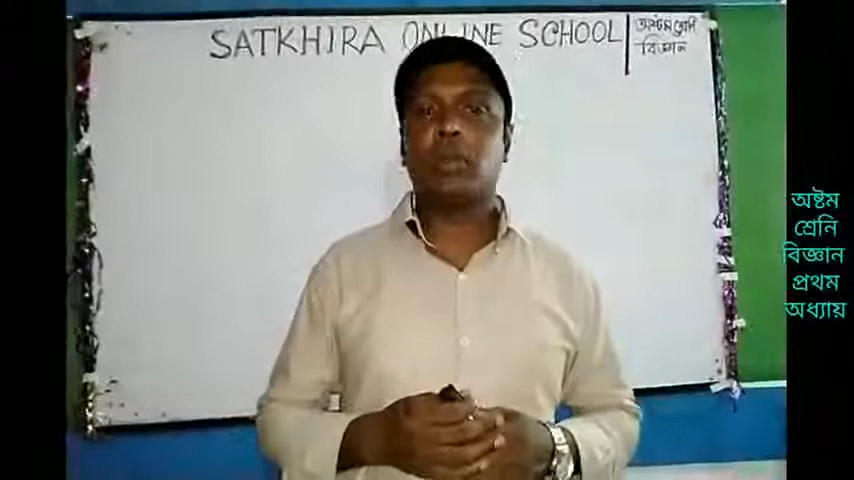 SATKHIRA ONLINE SCHOOL
অষ্টম শ্রেনি
বিজ্ঞান
অষ্টম
শ্রেনি
বিজ্ঞান
প্রথম
অধ্যায়